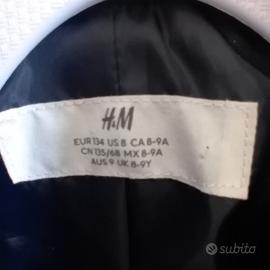 H&M
EUR 134 US 8 CA 8-9A
CN 135/68 MX 8-9A
AUS 9 UK 8-9Y
subito